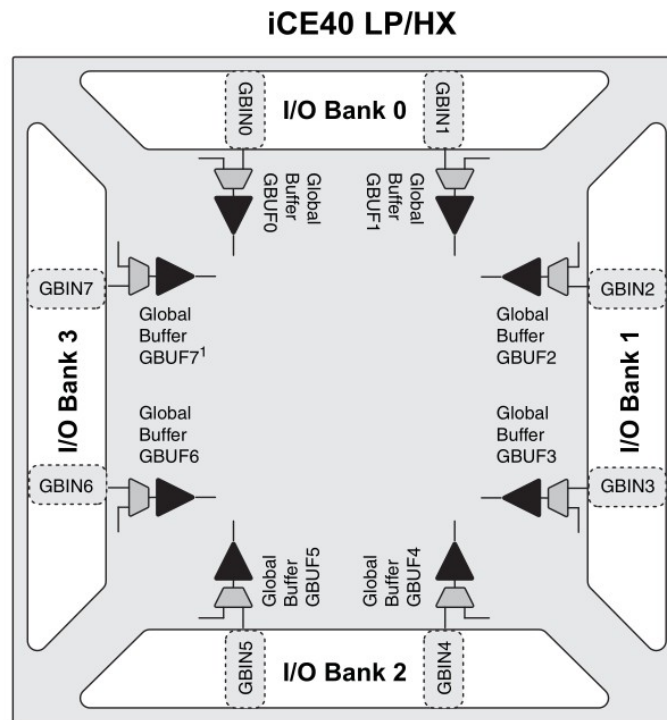 iCE40 LP/HX
I/O Bank 0
GBIN0
GBIN1
Global
Buffer
GBUF0
Global
Buffer
GBUF1
GBIN7
Global
Buffer
GBUF7¹
GBIN2
Global
Buffer
GBUF2
I/O Bank 3
I/O Bank 1
Global
Buffer
GBUF6
GBIN6
Global
Buffer
GBUF3
GBIN3
Global
Buffer
GBUF5
Global
Buffer
GBUF4
GBIN5
GBIN4
I/O Bank 2